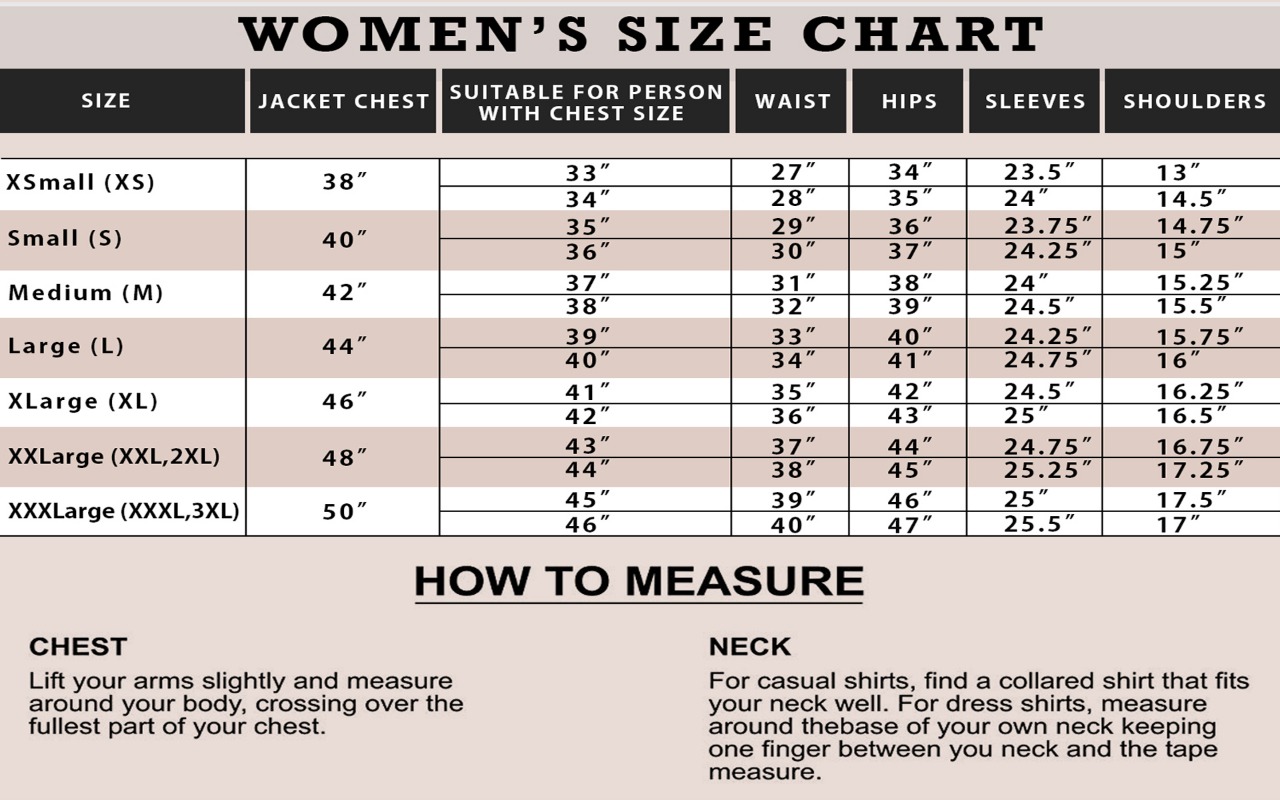 WOMEN’S SIZE CHART
SIZE JACKET CHEST SUITABLE FOR PERSON WITH CHEST SIZE WAIST HIPS SLEEVES SHOULDERS
XSmall (XS) 38″ 33″ 27″ 34″ 23.5″ 13″
34″ 28″ 35″ 24″ 14.5″
Small (S) 40″ 35″ 29″ 36″ 23.75″ 14.75″
36″ 30″ 37″ 24.25″ 15″
Medium (M) 42″ 37″ 31″ 38″ 24″ 15.25″
38″ 32″ 39″ 24.5″ 15.5″
Large (L) 44″ 39″ 33″ 40″ 24.25″ 15.75″
40″ 34″ 41″ 24.75″ 16″
XLarge (XL) 46″ 41″ 35″ 42″ 24.5″ 16.25″
42″ 36″ 43″ 25″ 16.5″
XXLarge (XXL,2XL) 48″ 43″ 37″ 44″ 24.75″ 16.75″
44″ 38″ 45″ 25.25″ 17.25″
XXXLarge (XXXL,3XL) 50″ 45″ 39″ 46″ 25″ 17.5″
46″ 40″ 47″ 25.5″ 17″
HOW TO MEASURE
CHEST
Lift your arms slightly and measure
around your body, crossing over the
fullest part of your chest.
NECK
For casual shirts, find a collared shirt that fits
your neck well. For dress shirts, measure
around thebase of your own neck keeping
one finger between you neck and the tape
measure.